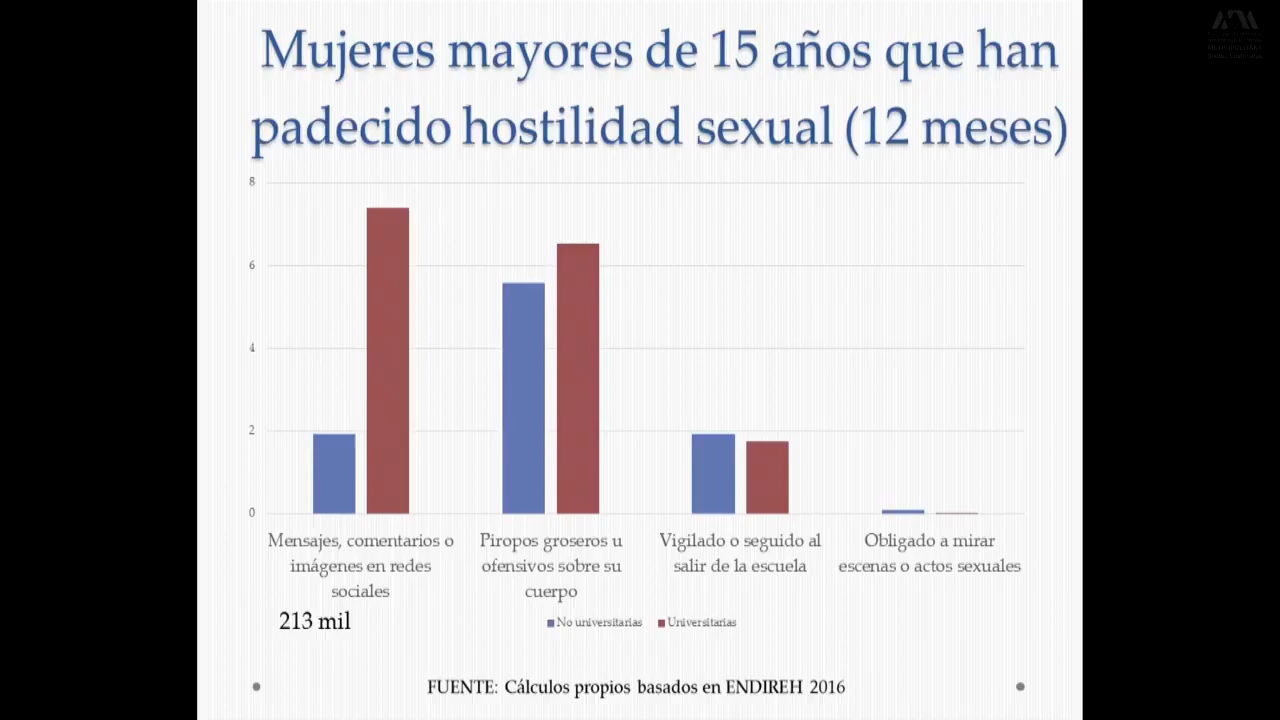 Mujeres mayores de 15 años que han
padecido hostilidad sexual (12 meses)
8
6
4
2
0
Mensajes, comentarios o
imágenes en redes
sociales
Piropos groseros u
ofensivos sobre su
cuerpo
Vigilado o seguido al
salir de la escuela
Obligado a mirar
escenas o actos sexuales
213 mil
No universitarias
Universitarias
FUENTE: Cálculos propios basados en ENDIREH 2016